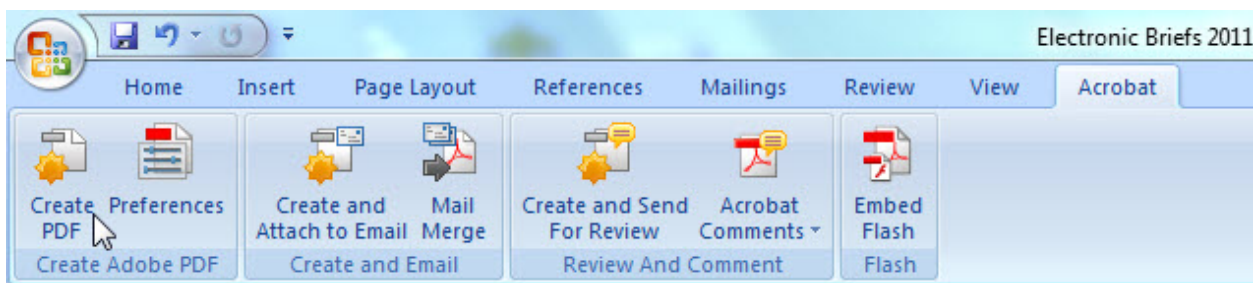 Electronic Briefs 2011
Home Insert Page Layout References Mailings Review View Acrobat
Create PDF
Preferences
Create and Attach to Email
Mail Merge
Create and Send For Review
Acrobat Comments
Embed Flash
Create Adobe PDF
Create and Email
Review And Comment
Flash